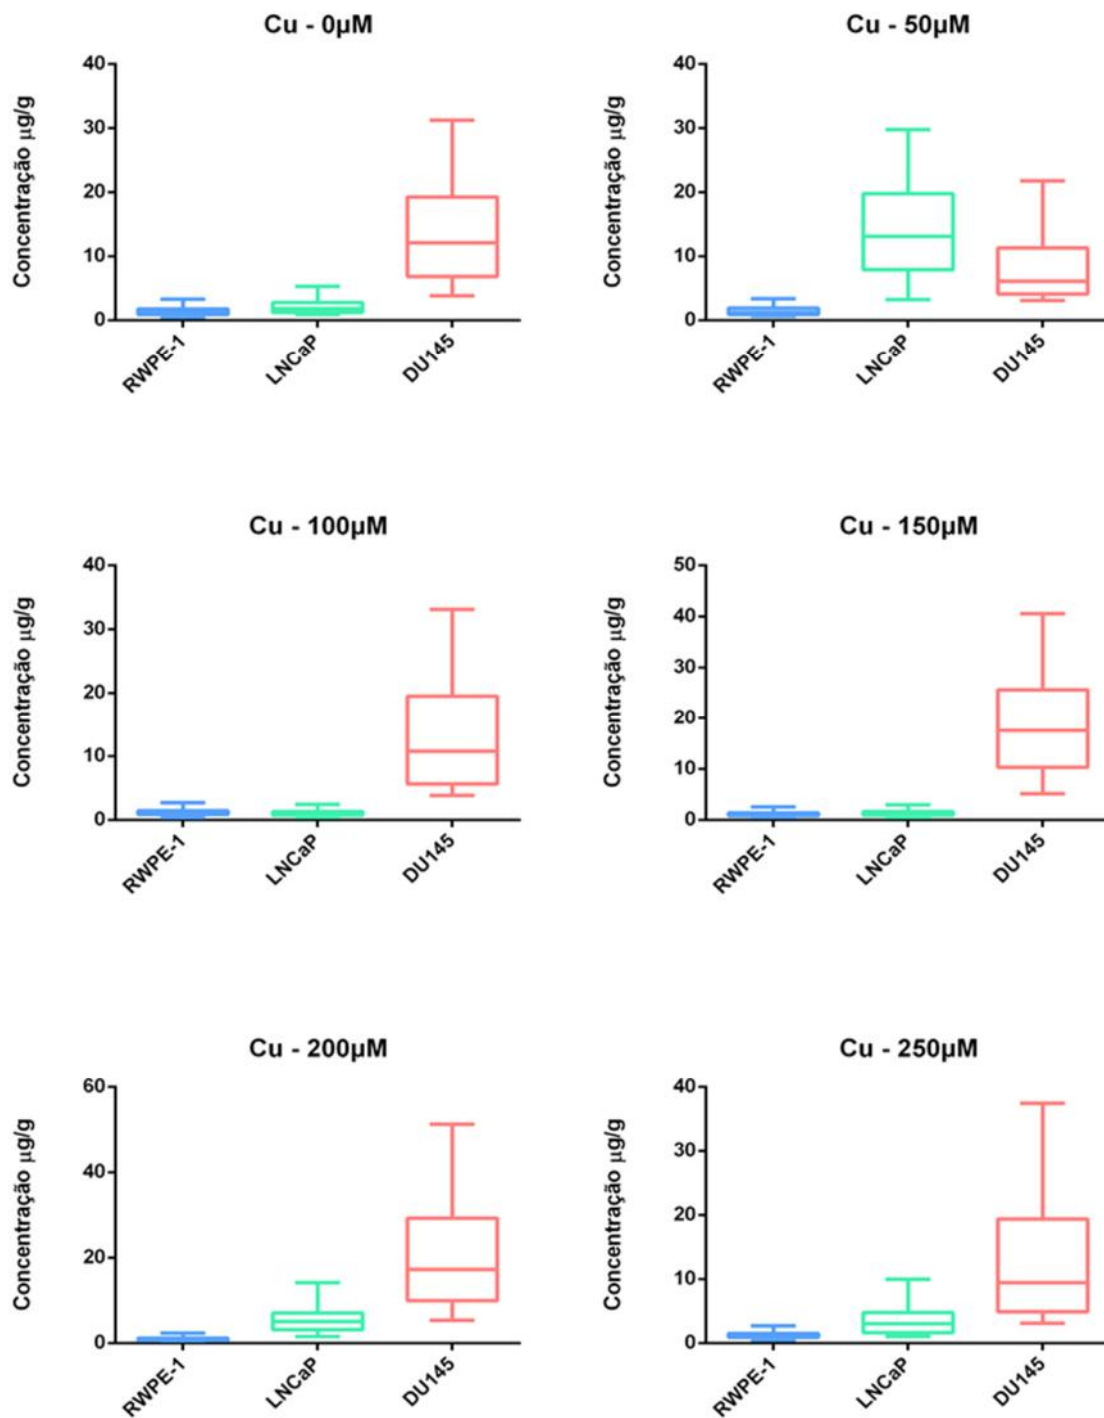 Cu - 0µM
Concentração µg/g
40
30
20
10
0
RWPE-1
LNCaP
DU145
Cu - 50µM
Concentração µg/g
40
30
20
10
0
RWPE-1
LNCaP
DU145
Cu - 100µM
Concentração µg/g
40
30
20
10
0
RWPE-1
LNCaP
DU145
Cu - 150µM
Concentração µg/g
50
40
30
20
10
0
RWPE-1
LNCaP
DU145
Cu - 200µM
Concentração µg/g
60
40
20
0
RWPE-1
LNCaP
DU145
Cu - 250µM
Concentração µg/g
40
30
20
10
0
RWPE-1
LNCaP
DU145